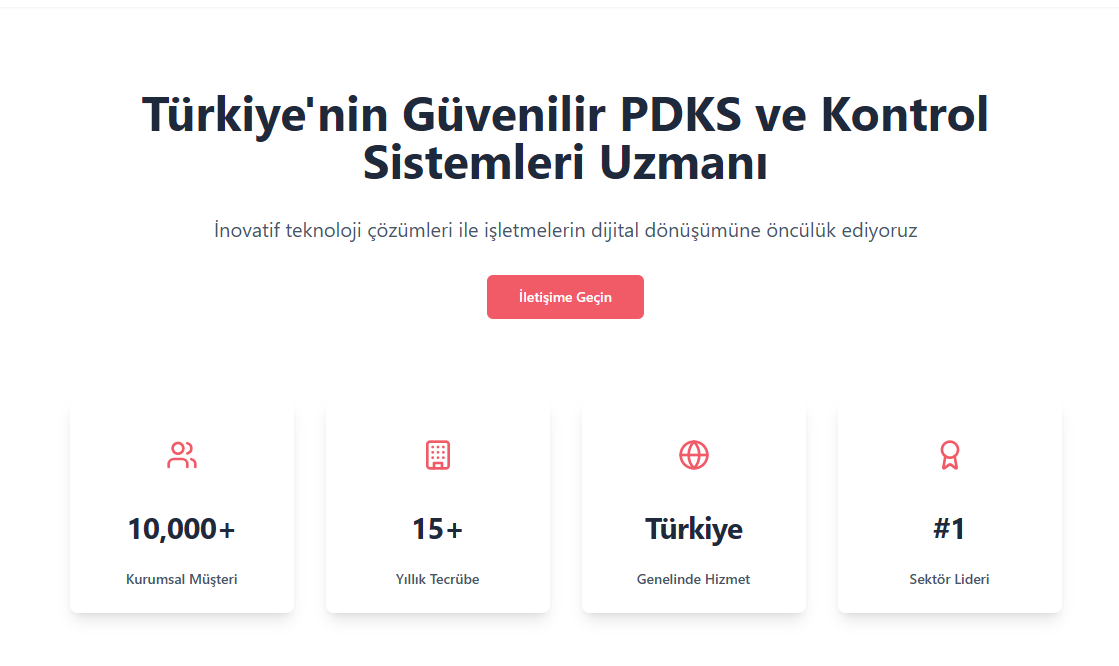 Türkiye'nin Güvenilir PDKS ve Kontrol
Sistemleri Uzmanı
İnovatif teknoloji çözümleri ile işletmelerin dijital dönüşümüne öncülük ediyoruz
İletişime Geçin
10,000+
Kurumsal Müşteri
15+
Yıllık Tecrübe
Türkiye
Genelinde Hizmet
#1
Sektör Lideri